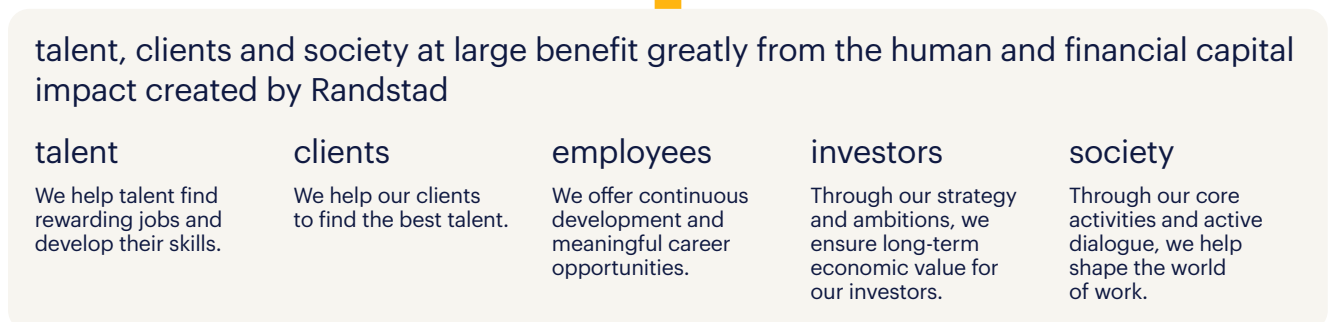 talent, clients and society at large benefit greatly from the human and financial capital
impact created by Randstad
talent
We help talent find
rewarding jobs and
develop their skills.
clients
We help our clients
to find the best talent.
employees
We offer continuous
development and
meaningful career
opportunities.
investors
Through our strategy
and ambitions, we
ensure long-term
economic value for
our investors.
society
Through our core
activities and active
dialogue, we help
shape the world
of work.